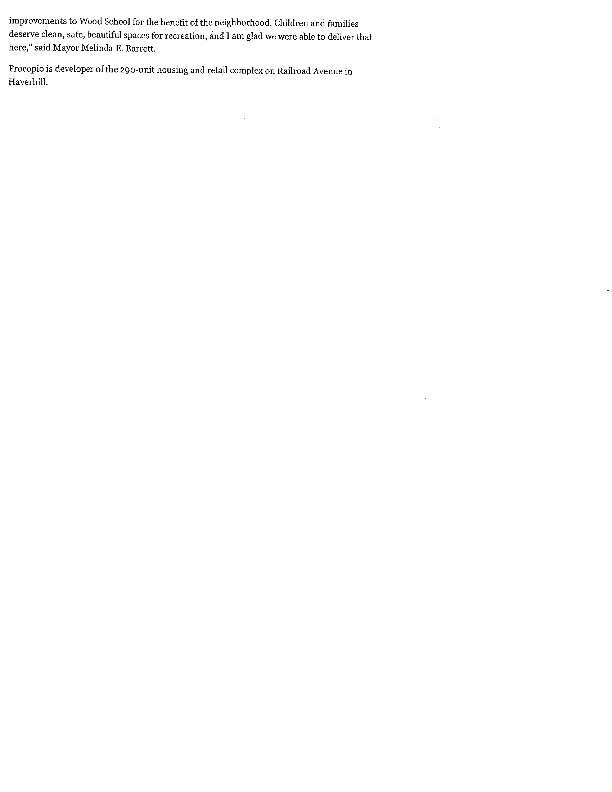 improvements to Wood School for the benefit of the neighborhood. Children and families
deserve clean, safe, beautiful spaces for recreation, and I am glad we were able to deliver that
here," said Mayor Melinda E. Barrett.
Procopio is developer of the 290-unit housing and retail complex on Railroad Avenue in
Haverhill.